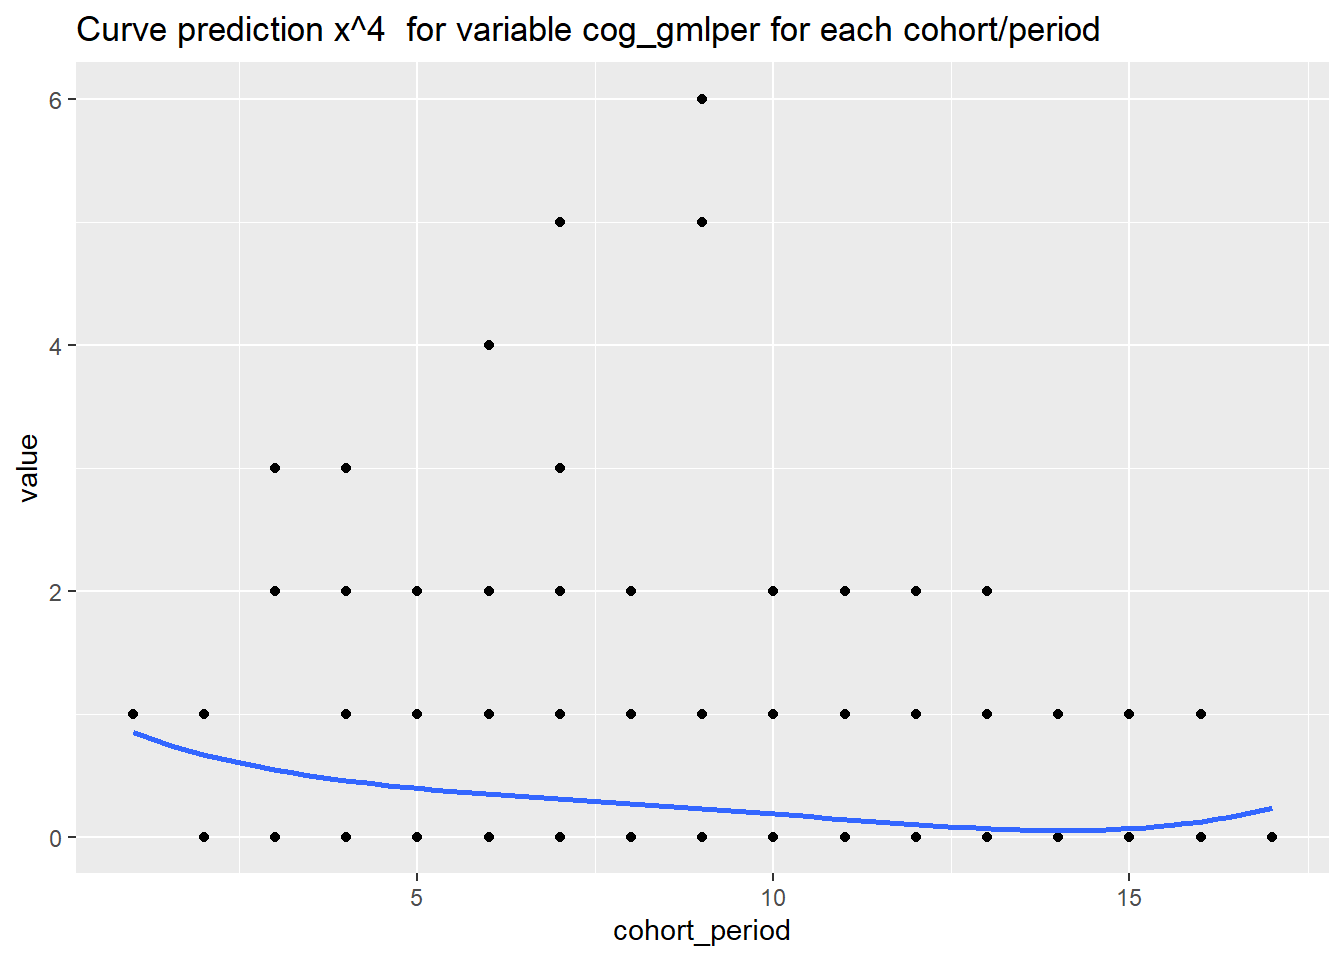 Curve prediction x^4  for variable cog_gmlper for each cohort/period
6
4
2
0
value
5 10 15
cohort_period